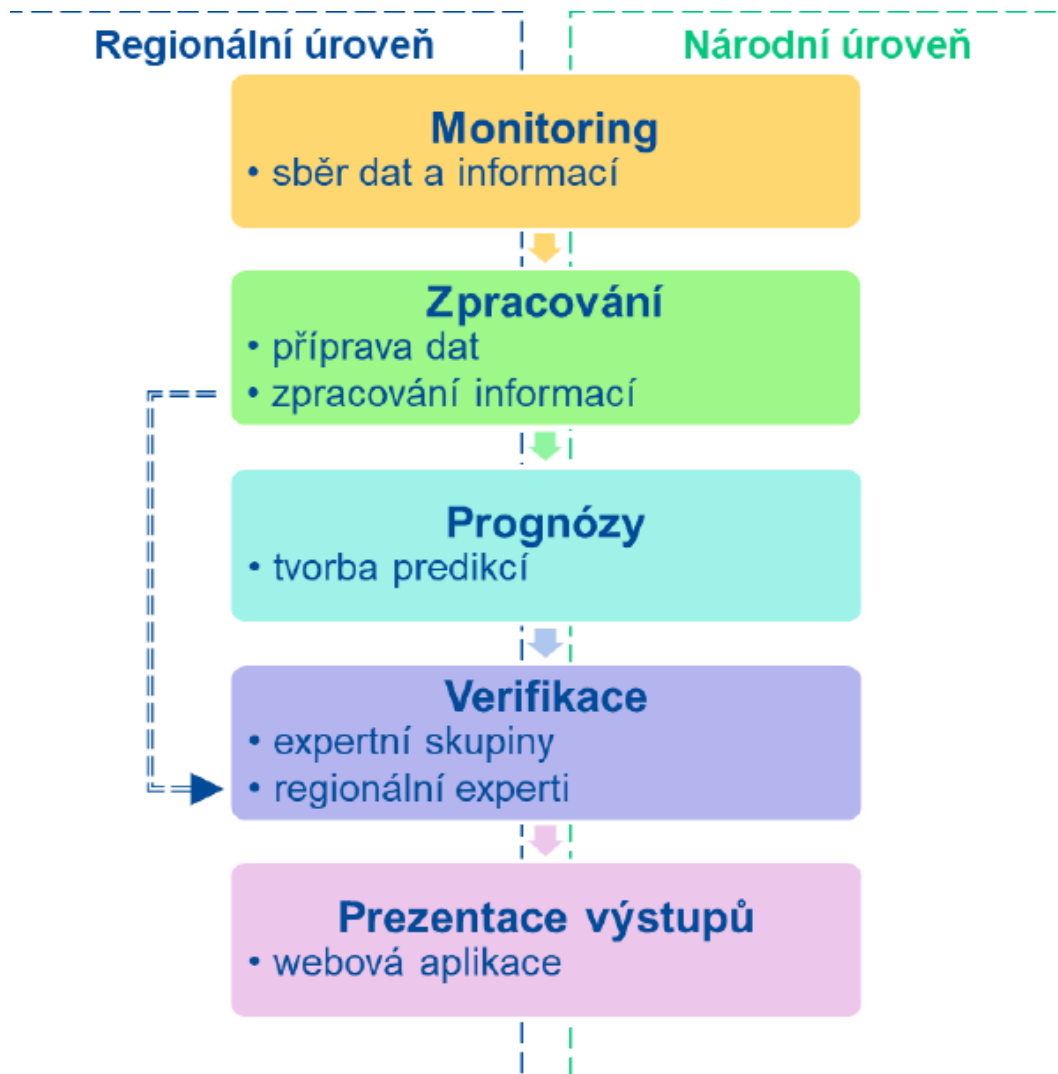 Regionální úroveň
Národní úroveň
Monitoring
• sběr dat a informací
Zpracování
• příprava dat
• zpracování informací
Prognózy
• tvorba predikcí
Verifikace
• expertní skupiny
• regionální experti
Prezentace výstupů
• webová aplikace